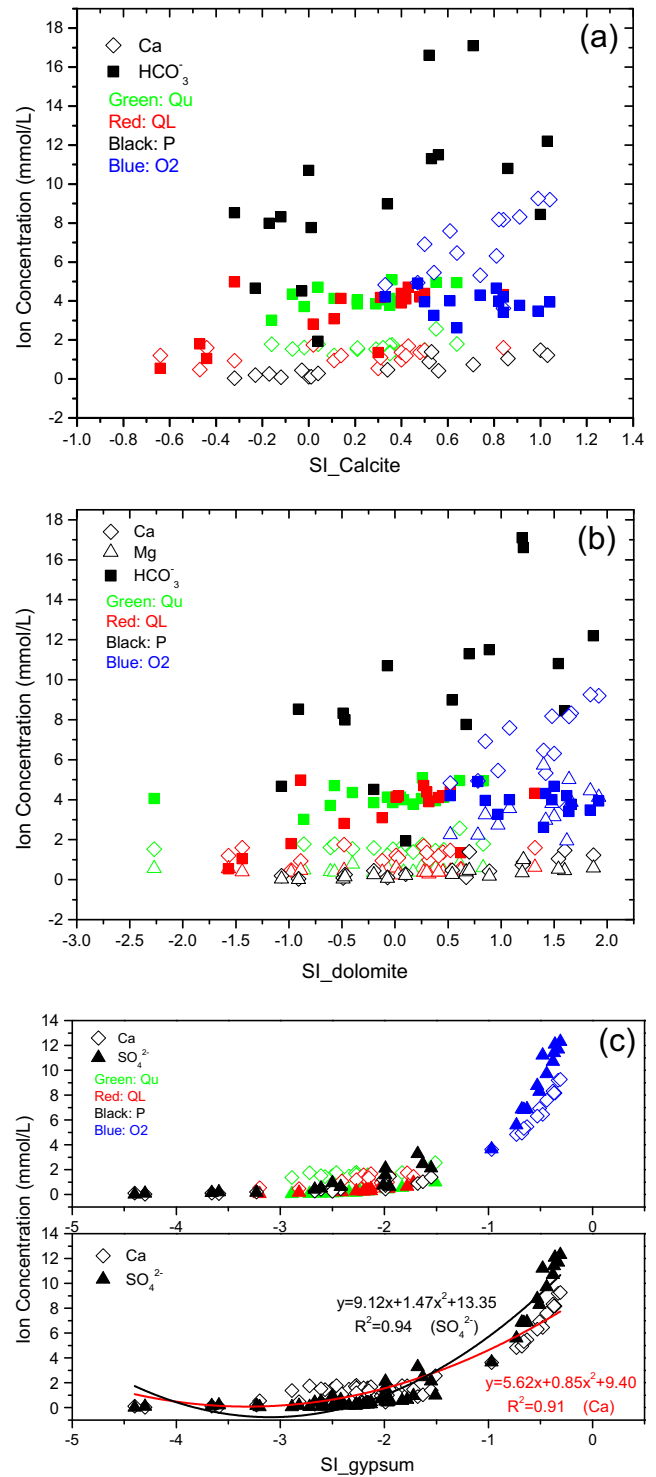 (a)
Ca
HCO₃⁻
Green: Qu
Red: QL
Black: P
Blue: O2
Ion Concentration (mmol/L)
18
16
14
12
10
8
6
4
2
0
-2
-1.0 -0.8 -0.6 -0.4 -0.2 0.0 0.2 0.4 0.6 0.8 1.0 1.2 1.4
SI_Calcite
(b)
Ca
Mg
HCO₃⁻
Green: Qu
Red: QL
Black: P
Blue: O2
Ion Concentration (mmol/L)
18
16
14
12
10
8
6
4
2
0
-2
-3.0 -2.5 -2.0 -1.5 -1.0 -0.5 0.0 0.5 1.0 1.5 2.0
SI_dolomite
(c)
Ca
SO₄²⁻
Green: Qu
Red: QL
Black: P
Blue: O2
Ion Concentration (mmol/L)
14
12
10
8
6
4
2
0
-5 -4 -3 -2 -1 0
Ca
SO₄²⁻
14
12
10
8
6
4
2
0
y=9.12x+1.47x²+13.35
R²=0.94 (SO₄²⁻)
y=5.62x+0.85x²+9.40
R²=0.91 (Ca)
-5 -4 -3 -2 -1 0
SI_gypsum